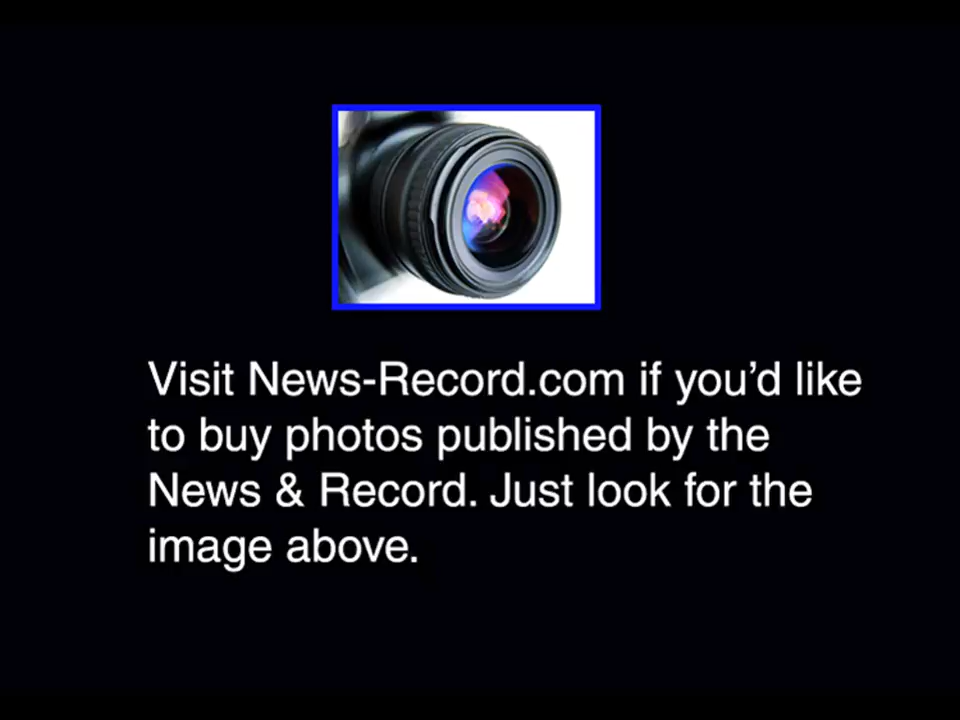 Visit News-Record.com if you’d like
to buy photos published by the
News & Record. Just look for the
image above.